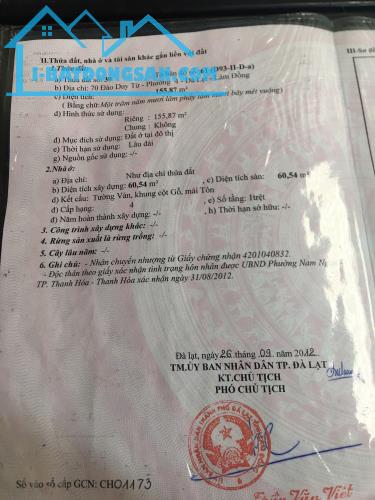 II.Thửa đất, nhà ở và tài sản khác gắn liền với đất
III-Sơ
1.Thửa đất:
I-BATDONGSAN.COM
D93-II-D-a)
b) Địa chỉ: 70 Đào Duy Từ - Phường 4 - Đà Lạt - Lâm Đồng
c) Diện tích: 155,87 m²
(Bằng chữ: Một trăm năm mươi lăm phẩy tám mươi bảy mét vuông)
d) Hình thức sử dụng:
Riêng : 155,87 m²
Chung : Không
đ) Mục đích sử dụng: Đất ở tại đô thị
e) Thời hạn sử dụng: Lâu dài
g) Nguồn gốc sử dụng: -/-
2.Nhà ở:
a) Địa chỉ: Như địa chỉ thửa đất
b) Diện tích xây dựng: 60,54 m² , c) Diện tích sàn: 60,54 m²
d) Kết cấu: Tường Ván, khung cột Gỗ, mái Tôn
đ) Cấp hạng: 4 , e) Số tầng: 1trệt
g) Năm hoàn thành xây dựng: -/- , h) Thời hạn sở hữu: -/-
3. Công trình xây dựng khác: -/-
4. Rừng sản xuất là rừng trồng: -/-
5. Cây lâu năm: -/-
6. Ghi chú: - Nhận chuyển nhượng từ Giấy chứng nhận 4201040832.
- Độc thân theo giấy xác nhận tình trạng hôn nhân được UBND Phường Nam
TP. Thanh Hóa - Thanh Hóa xác nhận ngày 31/08/2012.
Đà lạt, ngày 26 tháng 09 năm 2012
TM.ỦY BAN NHÂN DÂN TP. ĐÀ LẠT
KT.CHỦ TỊCH
PHÓ CHỦ TỊCH
Văn Việt
Số vào sổ cấp GCN: CH01173